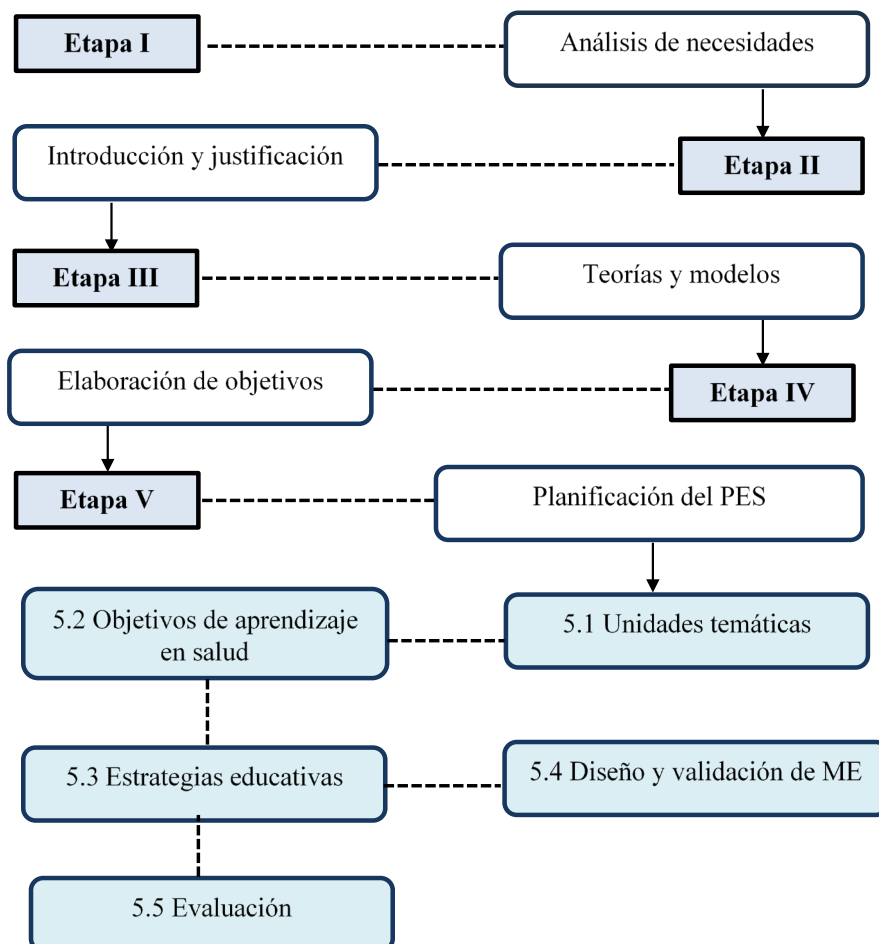 Etapa I
Análisis de necesidades
Introducción y justificación
Etapa II
Etapa III
Teorías y modelos
Elaboración de objetivos
Etapa IV
Etapa V
Planificación del PES
5.2 Objetivos de aprendizaje
en salud
5.1 Unidades temáticas
5.3 Estrategias educativas
5.4 Diseño y validación de ME
5.5 Evaluación